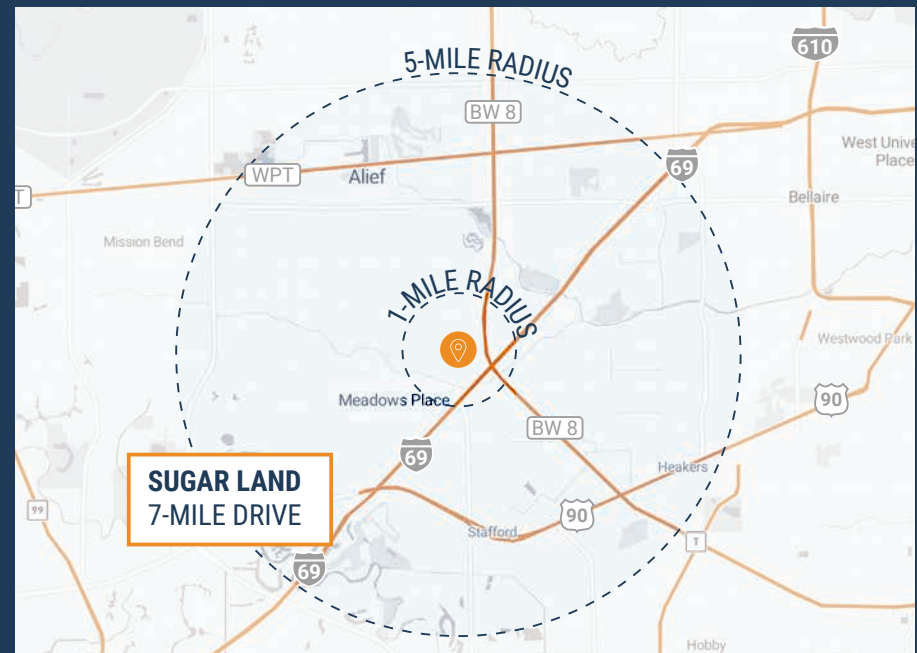 610
5-MILE RADIUS
BW 8
West Unive
Place
69
WPT
Alief
T
Bellaire
Mission Bend
1-MILE RADIUS
Westwood Park
Meadows Place
90
BW 8
69
SUGAR LAND
7-MILE DRIVE
Heakers
99
90
Stafford
T
69
Hobby